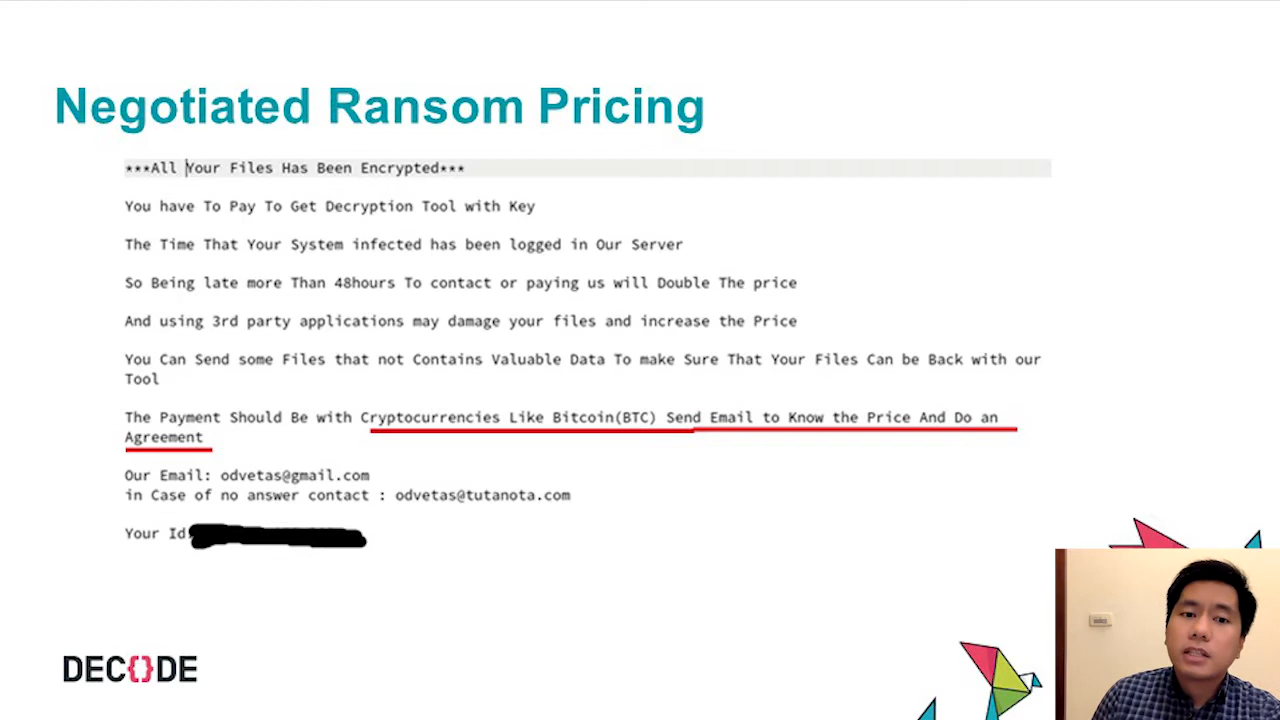 Negotiated Ransom Pricing
***All Your Files Has Been Encrypted***
You have To Pay To Get Decryption Tool with Key
The Time That Your System infected has been logged in Our Server
So Being late more Than 48hours To contact or paying us will Double The price
And using 3rd party applications may damage your files and increase the Price
You Can Send some Files that not Contains Valuable Data To make Sure That Your Files Can be Back with our
Tool
The Payment Should Be with Cryptocurrencies Like Bitcoin(BTC) Send Email to Know the Price And Do an
Agreement
Our Email: odvetas@gmail.com
in Case of no answer contact : odvetas@tutanota.com
Your Id
DEC{}DE